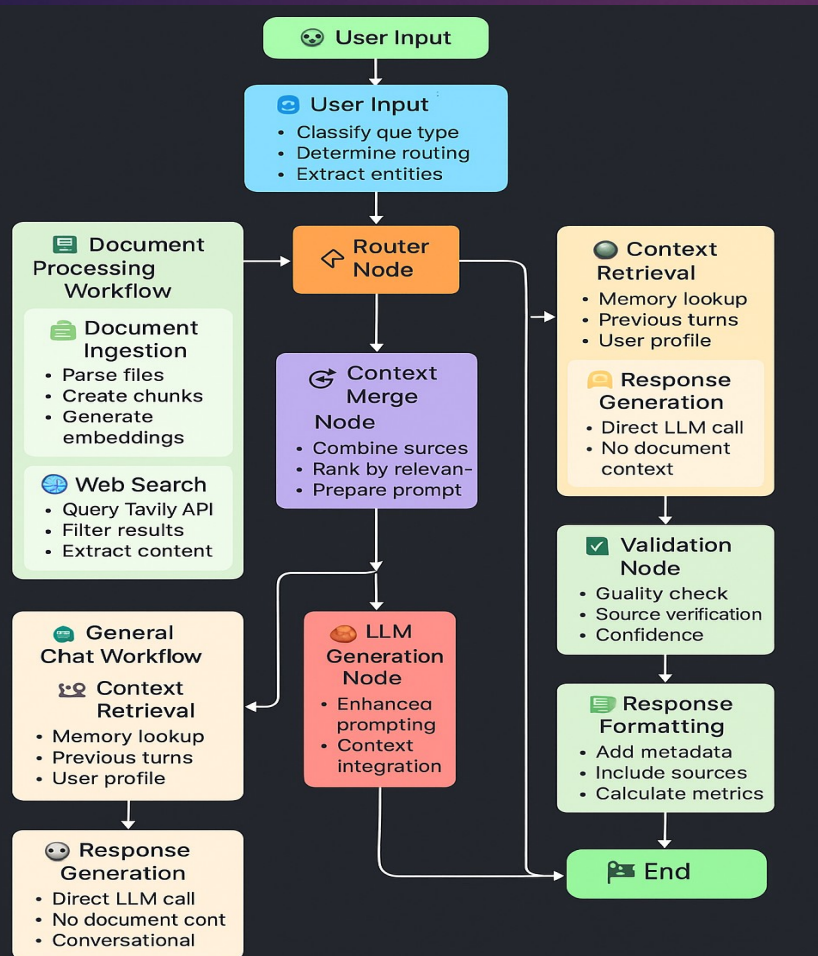 User Input
User Input
• Classify que type
• Determine routing
• Extract entities
Router
Node
Document
Processing
Workflow
Document
Ingestion
• Parse files
• Create chunks
• Generate
embeddings
Web Search
• Query Tavily API
• Filter results
• Extract content
Context
Merge
Node
• Combine surces
• Rank by relevan-
• Prepare prompt
Context
Retrieval
• Memory lookup
• Previous turns
• User profile
Response
Generation
• Direct LLM call
• No document
context
Validation
Node
• Guality check
• Source verification
• Confidence
General
Chat Workflow
Context
Retrieval
• Memory lookup
• Previous turns
• User profile
LLM
Generation
Node
• Enhancea
prompting
• Context
integration
Response
Formatting
• Add metadata
• Include sources
• Calculate metrics
Response
Generation
• Direct LLM call
• No document cont
• Conversational
End